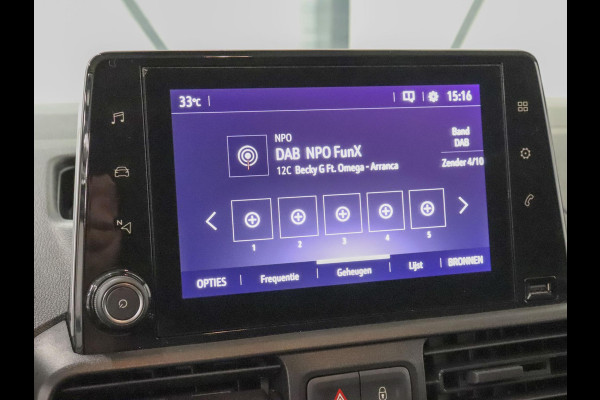 33°C
15:16
NPO
DAB NPO FunX
12C Becky G Ft. Omega - Arranca
Band
DAB
Zender 4/10
1 2 3 4 5
OPTIES Frequentie Geheugen Lijst BRONNEN
N